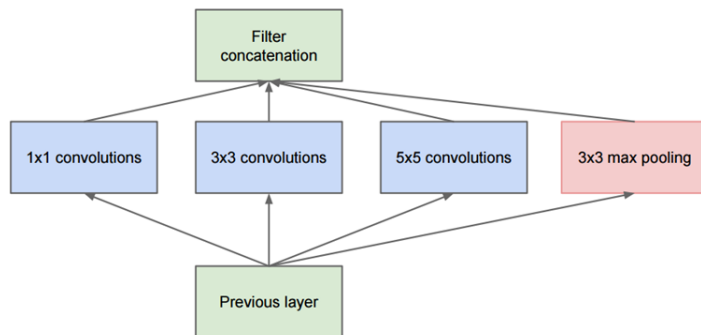 Filter
concatenation
1x1 convolutions
3x3 convolutions
5x5 convolutions
3x3 max pooling
Previous layer